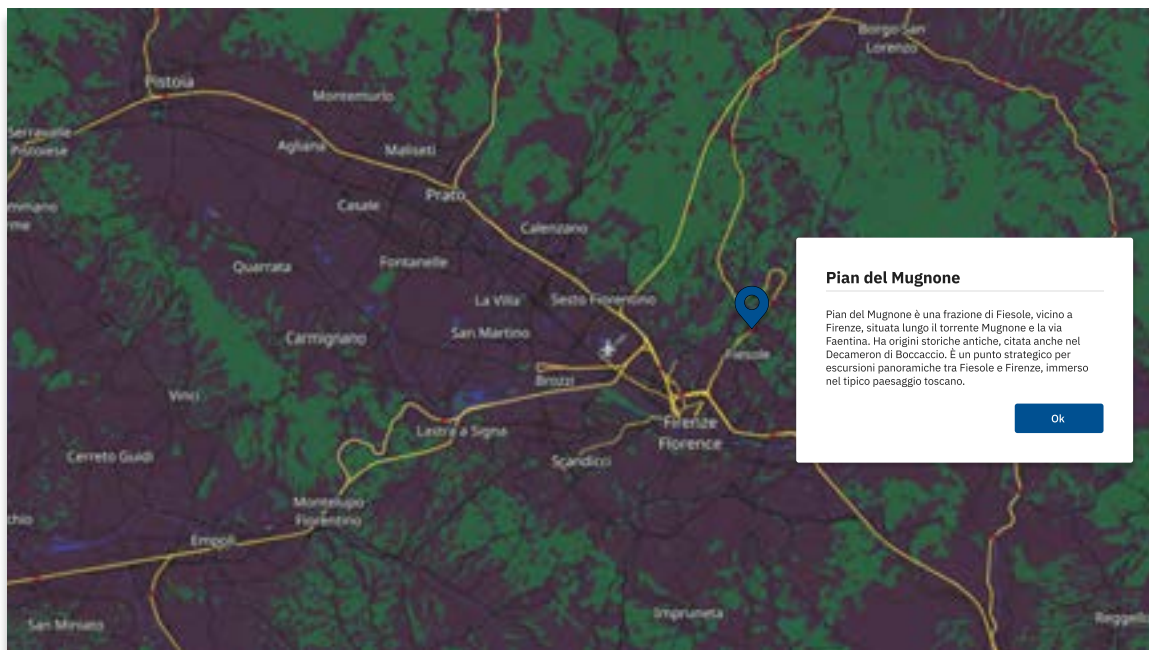 Borgo San
Lorenzo
Pistoia
Montemurlo
Serravalle
Pistoiese
Agliana
Maliseti
Prato
Casale
Calenzano
Quarrata
Fontanelle
La Villa
Sesto Fiorentino
San Martino
Carmignano
Fiesole
Brozzi
Vinci
Firenze
Florence
Lastra a Signa
Scandicci
Cerreto Guidi
Montelupo
Fiorentino
Empoli
Impruneta
San Miniato
Reggello
Pian del Mugnone
Pian del Mugnone è una frazione di Fiesole, vicino a
Firenze, situata lungo il torrente Mugnone e la via
Faentina. Ha origini storiche antiche, citata anche nel
Decameron di Boccaccio. È un punto strategico per
escursioni panoramiche tra Fiesole e Firenze, immerso
nel tipico paesaggio toscano.
Ok